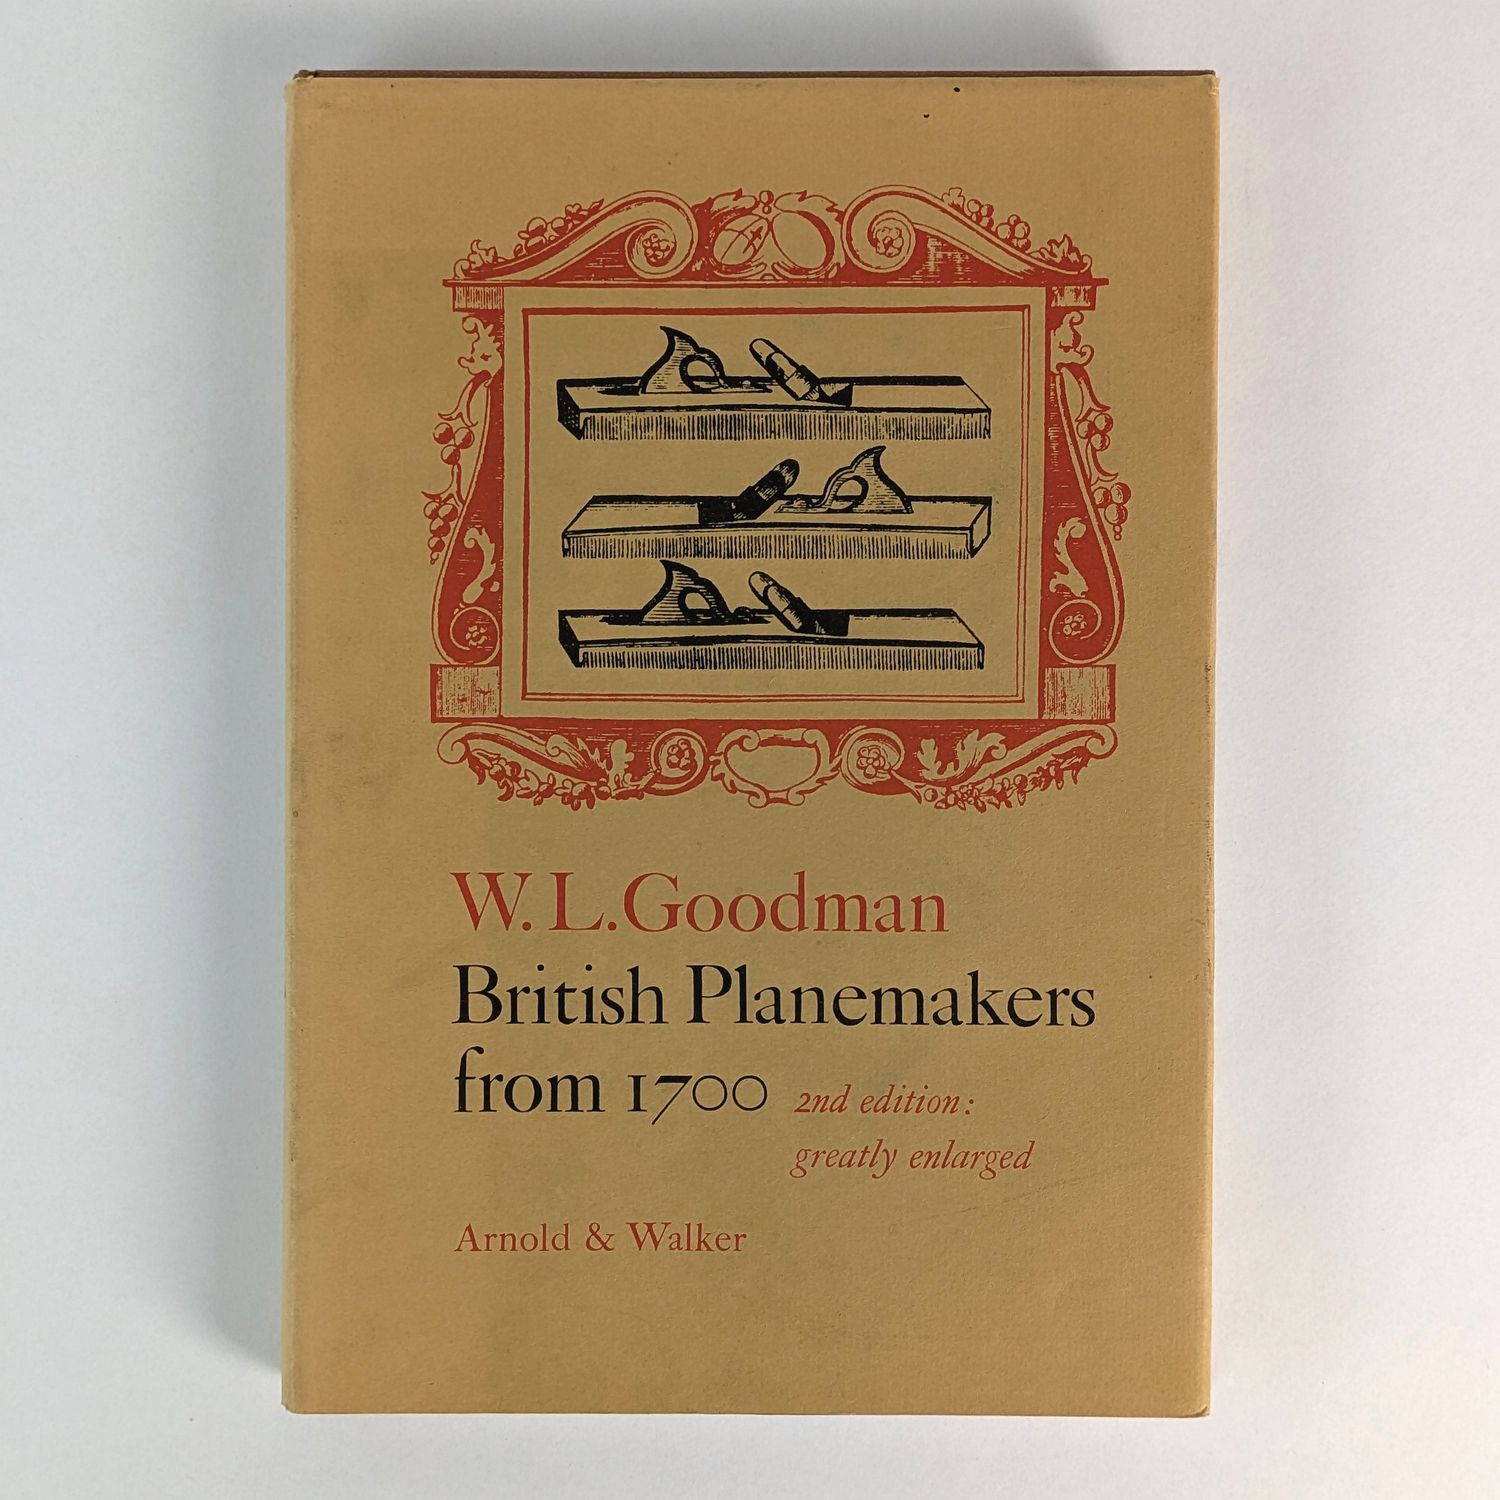 W. L. Goodman
British Planemakers
from 1700 2nd edition:
greatly enlarged
Arnold & Walker